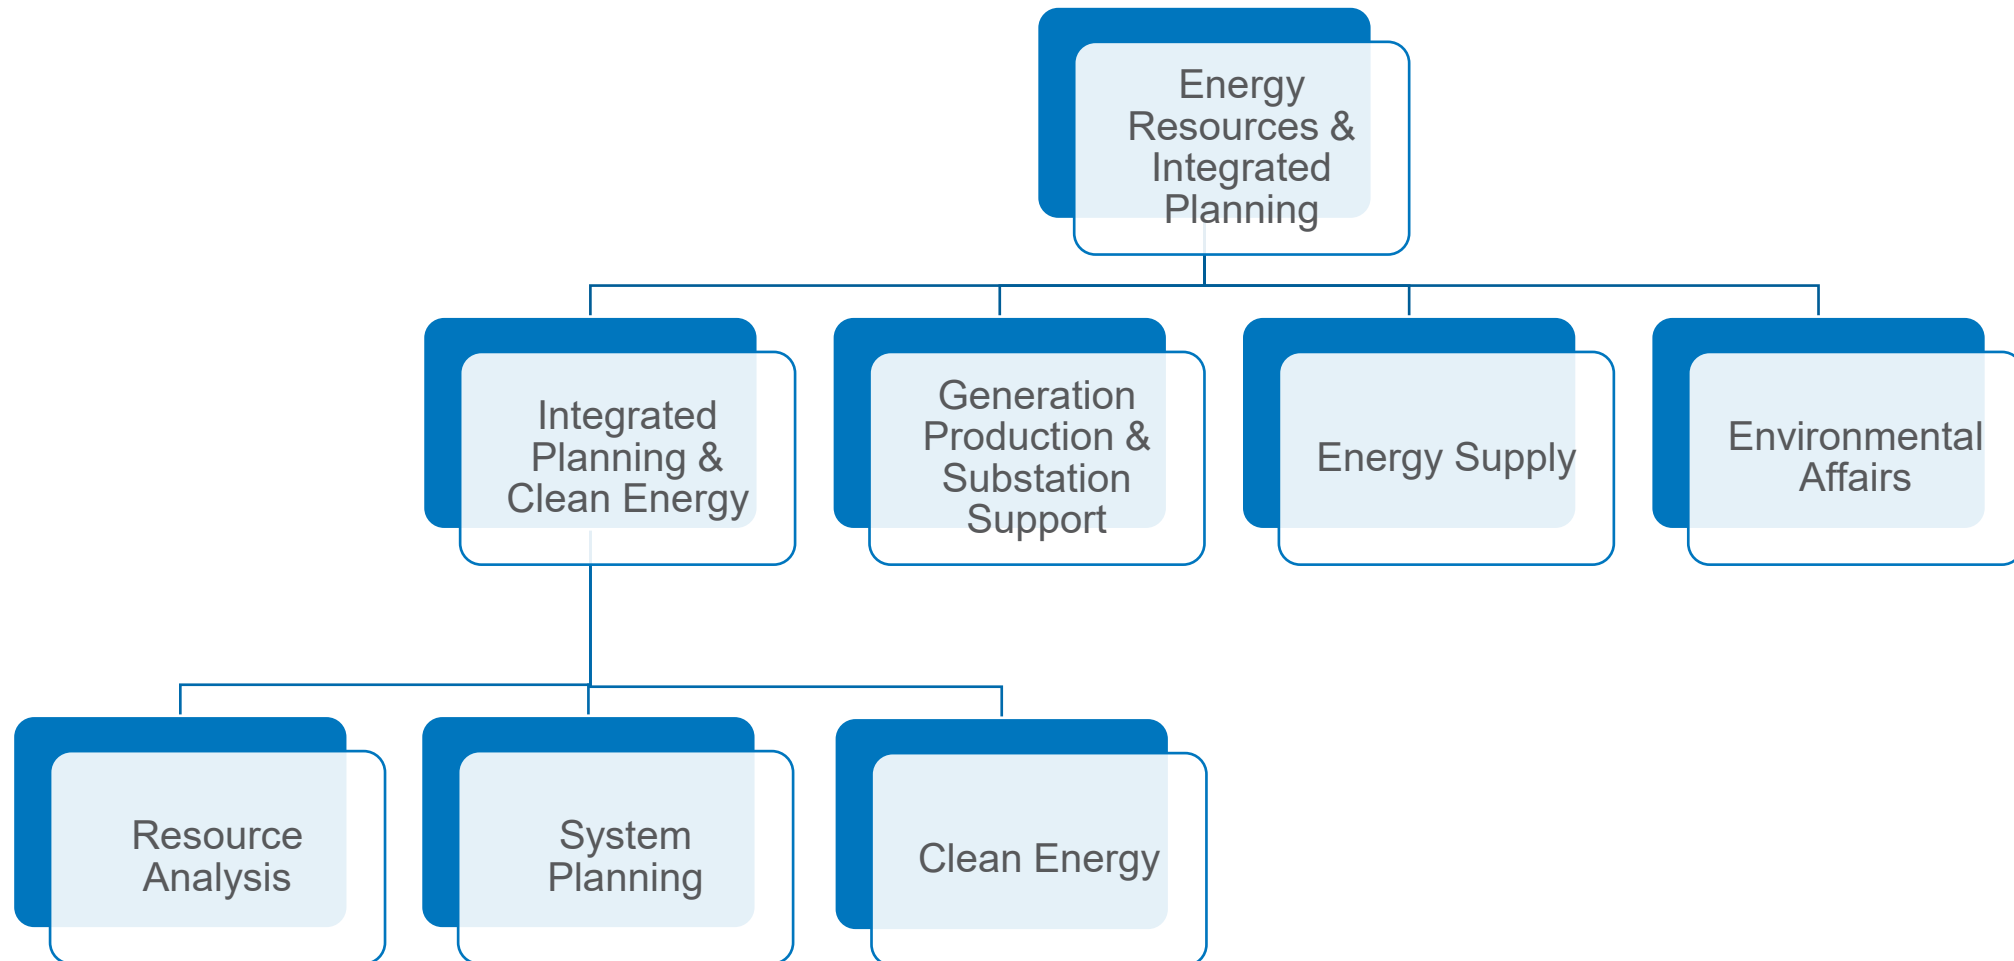 Energy
Resources &
Integrated
Planning
Integrated
Planning &
Clean Energy
Generation
Production &
Substation
Support
Energy Supply
Environmental
Affairs
Resource
Analysis
System
Planning
Clean Energy